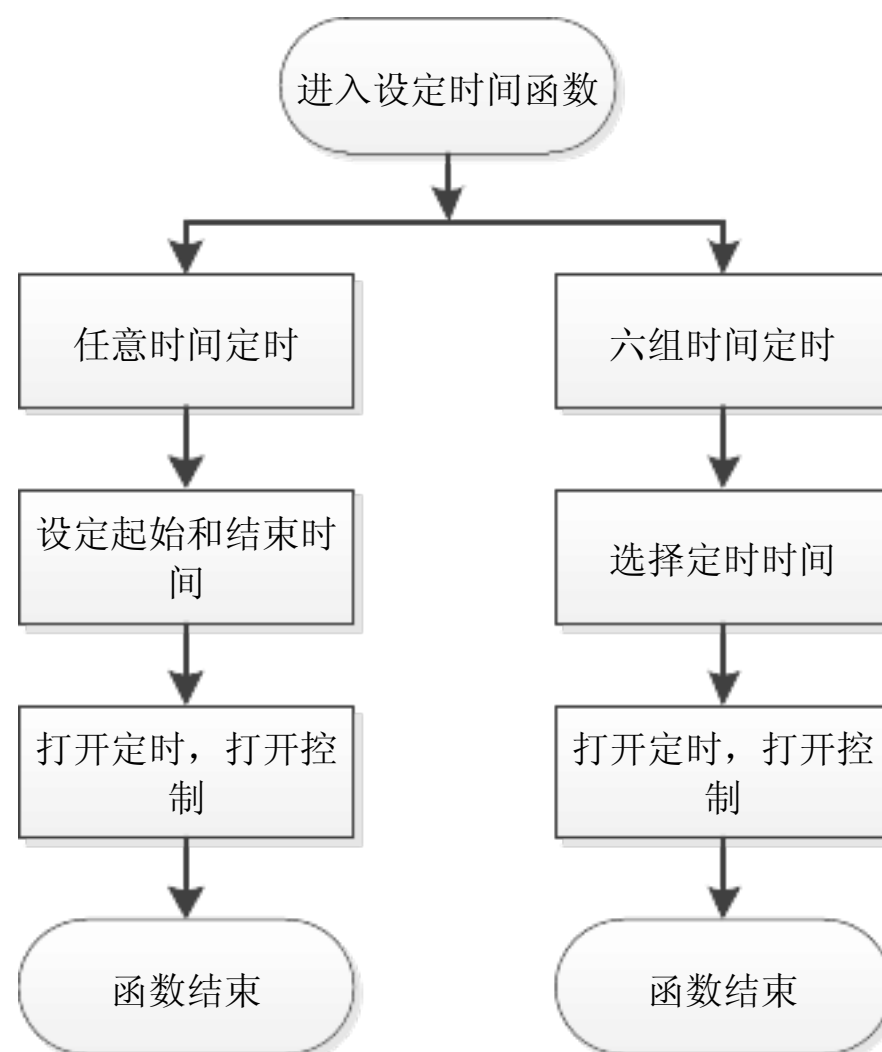 进入设定时间函数
任意时间定时
六组时间定时
设定起始和结束时
间
选择定时时间
打开定时，打开控
制
打开定时，打开控
制
函数结束
函数结束